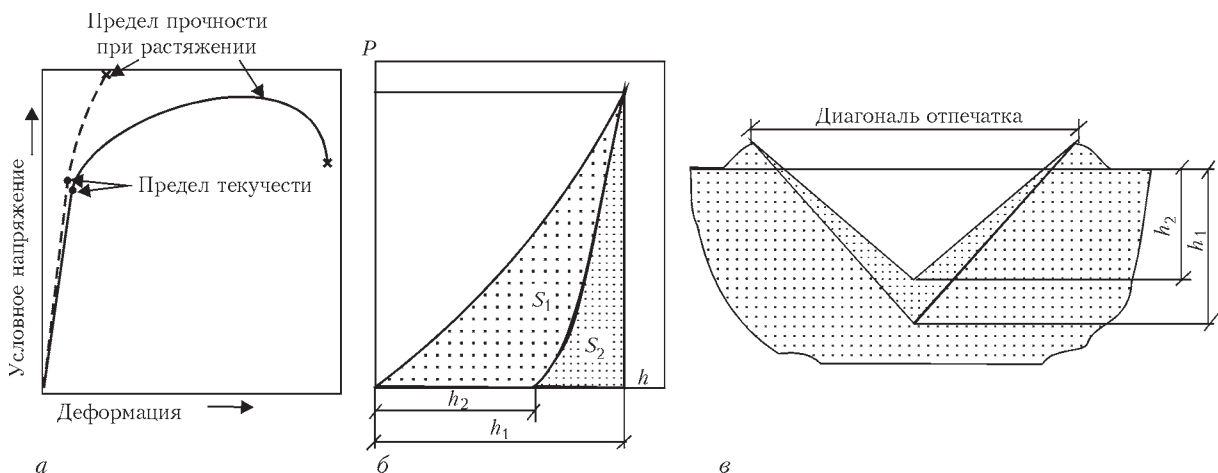 Предел прочности
при растяжении
Условное напряжение
Предел текучести
Деформация
а
P
S1
S2
h
h2
h1
б
Диагональ отпечатка
h2
h1
в